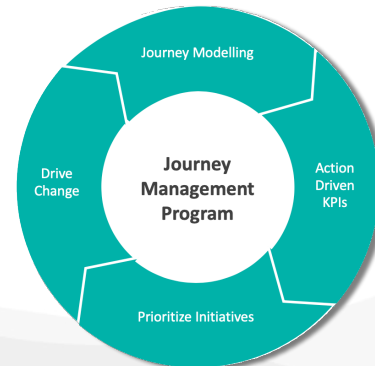 Journey Modelling
Drive
Change
Journey
Management
Program
Action
Driven
KPIs
Prioritize Initiatives